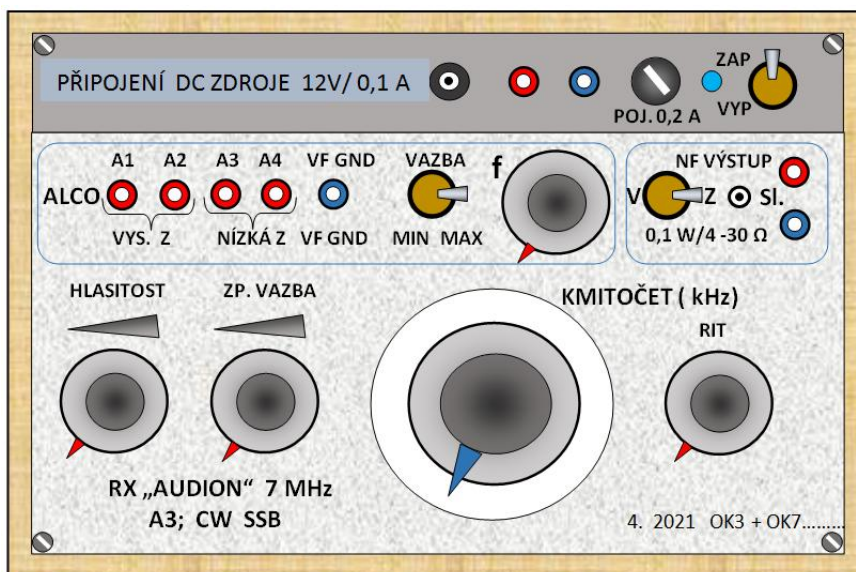 PŘIPOJENÍ DC ZDROJE 12V/ 0,1 A
POJ. 0,2 A
ZAP
VYP
A1 A2 A3 A4 VF GND VAZBA
ALCO
f
VYS. Z NÍZKÁ Z VF GND MIN MAX
NF VÝSTUP
V Z Sl.
0,1 W/4 -30 Ω
HLASITOST ZP. VAZBA
KMITOČET ( kHz)
RIT
RX „AUDION“ 7 MHz
A3; CW SSB
4. 2021 OK3 + OK7.........